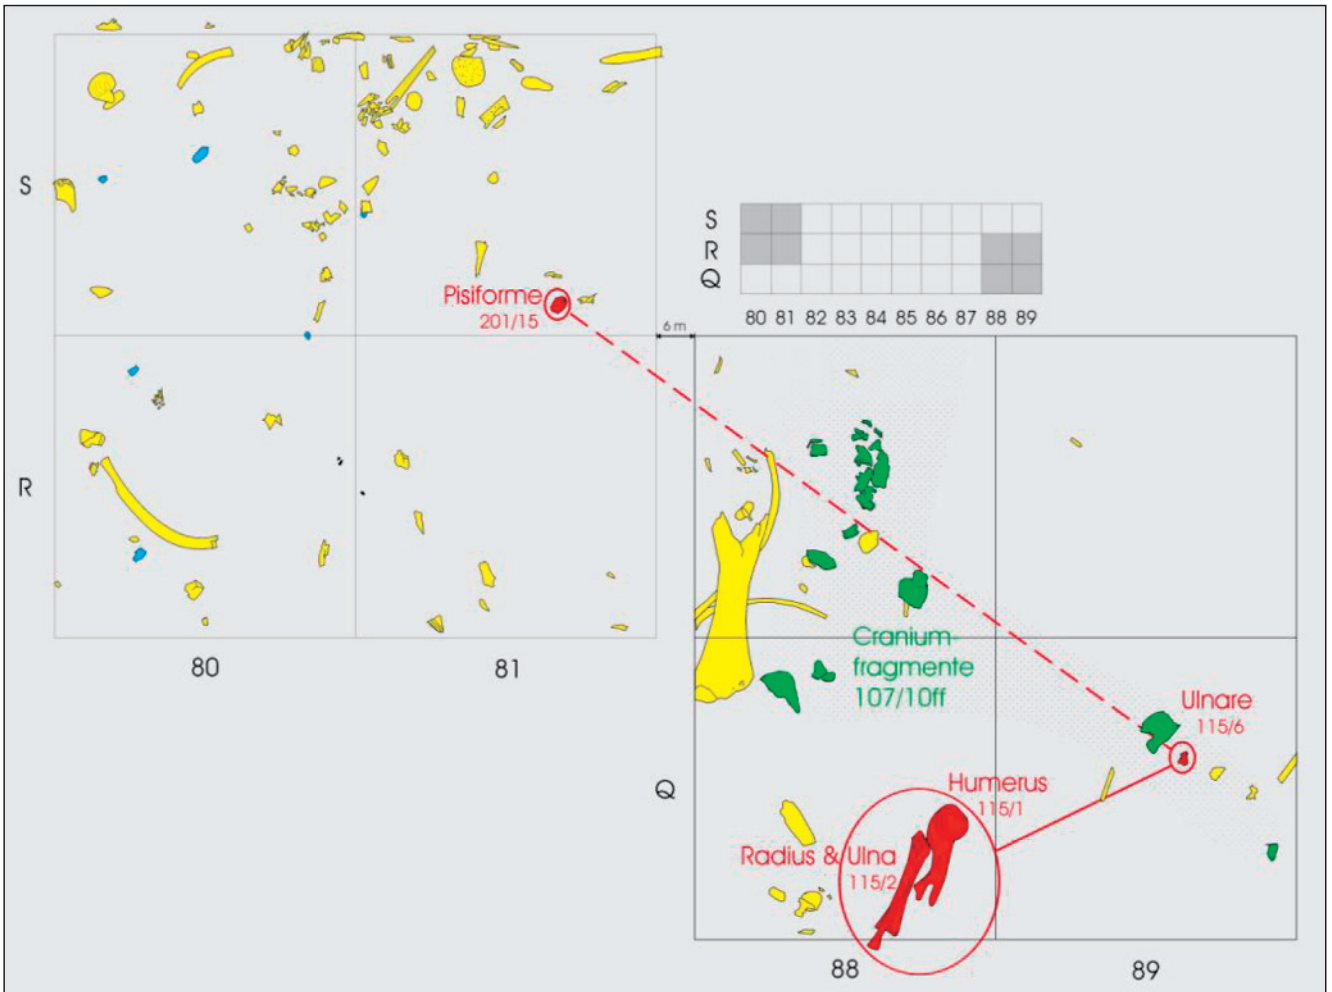 S
S
R
Q
Pisiforme
201/15
80 81 82 83 84 85 86 87 88 89
6 m
R
Cranium-
fragmente
107/10ff
80
81
Ulnare
115/6
Q
Humerus
115/1
Radius & Ulna
115/2
88
89